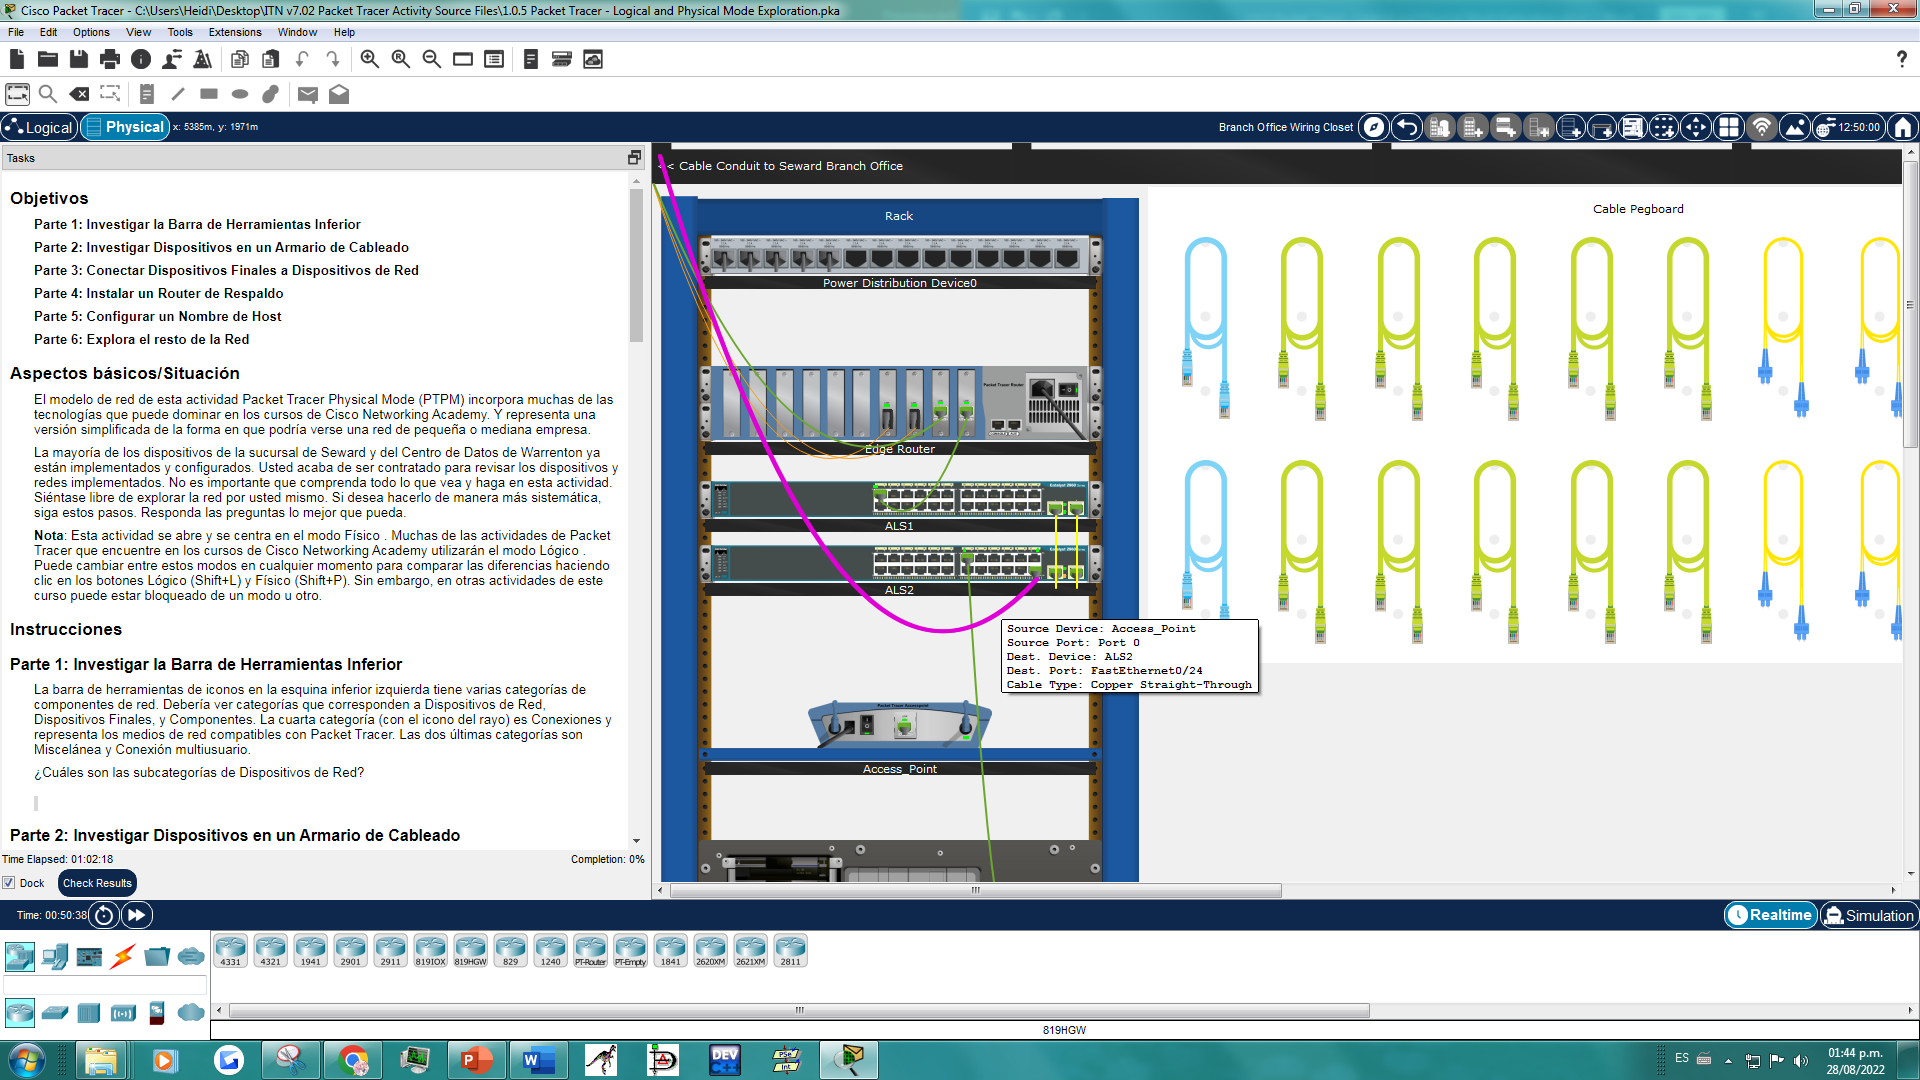 Cisco Packet Tracer - C:\Users\Heidi\Desktop\ITN v7.02 Packet Tracer Activity Source Files\1.0.5 Packet Tracer - Logical and Physical Mode Exploration.pka
File Edit Options View Tools Extensions Window Help
Logical Physical x: 5385m, y: 1971m
Branch Office Wiring Closet 12:50:00
Tasks
Objetivos
Parte 1: Investigar la Barra de Herramientas Inferior
Parte 2: Investigar Dispositivos en un Armario de Cableado
Parte 3: Conectar Dispositivos Finales a Dispositivos de Red
Parte 4: Instalar un Router de Respaldo
Parte 5: Configurar un Nombre de Host
Parte 6: Explora el resto de la Red
Aspectos básicos/Situación
El modelo de red de esta actividad Packet Tracer Physical Mode (PTPM) incorpora muchas de las
tecnologías que puede dominar en los cursos de Cisco Networking Academy. Y representa una
versión simplificada de la forma en que podría verse una red de pequeña o mediana empresa.
La mayoría de los dispositivos de la sucursal de Seward y del Centro de Datos de Warrenton ya
están implementados y configurados. Usted acaba de ser contratado para revisar los dispositivos y
redes implementados. No es importante que comprenda todo lo que vea y haga en esta actividad.
Siéntase libre de explorar la red por usted mismo. Si desea hacerlo de manera más sistemática,
siga estos pasos. Responda las preguntas lo mejor que pueda.
Nota: Esta actividad se abre y se centra en el modo Físico . Muchas de las actividades de Packet
Tracer que encuentre en los cursos de Cisco Networking Academy utilizarán el modo Lógico .
Puede cambiar entre estos modos en cualquier momento para comparar las diferencias haciendo
clic en los botones Lógico (Shift+L) y Físico (Shift+P). Sin embargo, en otras actividades de este
curso puede estar bloqueado de un modo u otro.
Instrucciones
Parte 1: Investigar la Barra de Herramientas Inferior
La barra de herramientas de iconos en la esquina inferior izquierda tiene varias categorías de
componentes de red. Debería ver categorías que corresponden a Dispositivos de Red,
Dispositivos Finales, y Componentes. La cuarta categoría (con el icono del rayo) es Conexiones y
representa los medios de red compatibles con Packet Tracer. Las dos últimas categorías son
Miscelánea y Conexión multiusuario.
¿Cuáles son las subcategorías de Dispositivos de Red?
Parte 2: Investigar Dispositivos en un Armario de Cableado
Time Elapsed: 01:02:18
Completion: 0%
Dock
Check Results
<< Cable Conduit to Seward Branch Office
Rack
Cable Pegboard
Power Distribution Device0
Packet Tracer Router
Edge Router
Catalyst 2960 Series
ALS1
Catalyst 2960 Series
ALS2
Source Device: Access_Point
Source Port: Port 0
Dest. Device: ALS2
Dest. Port: FastEthernet0/24
Cable Type: Copper Straight-Through
Packet Tracer Accesspoint
Access_Point
Time: 00:50:38
Realtime Simulation
4331 4321 1941 2901 2911 819IOX 819HGW 829 1240 PT-Router PT-Empty 1841 2620XM 2621XM 2811
819HGW
DEV C++
PSe
int
ES
01:44 p.m.
28/08/2022